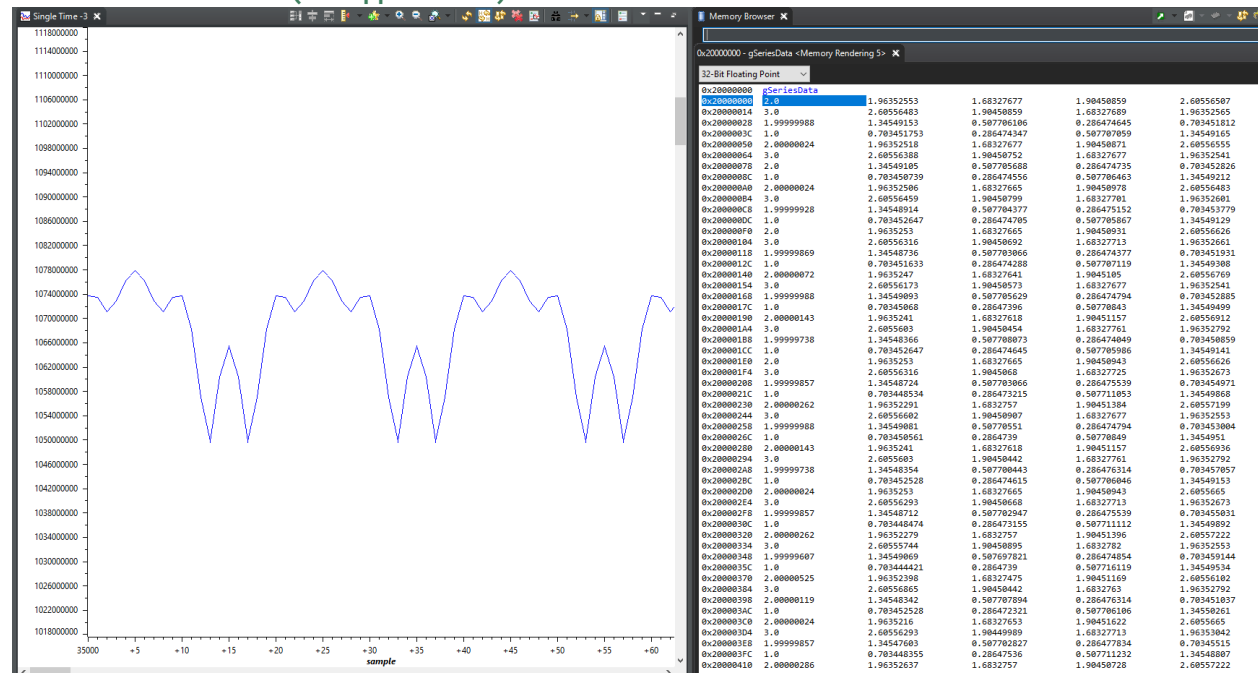 Single Time -3
Memory Browser
0x20000000 - gSeriesData <Memory Rendering 5>
32-Bit Floating Point
1118000000
1114000000
1110000000
1106000000
1102000000
1098000000
1094000000
1090000000
1086000000
1082000000
1078000000
1074000000
1070000000
1066000000
1062000000
1058000000
1054000000
1050000000
1046000000
1042000000
1038000000
1034000000
1030000000
1026000000
1022000000
1018000000
35000 +5 +10 +15 +20 +25 +30 +35 +40 +45 +50 +55 +60
sample
0x20000000 gSeriesData
0x20000000 2.0 1.96352553 1.68327677 1.90450859 2.60556507
0x20000014 3.0 2.60556483 1.90450859 1.68327689 1.96352565
0x20000028 1.99999988 1.34549153 0.507706106 0.286474645 0.703451812
0x2000003C 1.0 0.703451753 0.286474347 0.507707059 1.34549165
0x20000050 2.00000024 1.96352518 1.68327677 1.90450871 2.60556555
0x20000064 3.0 2.60556388 1.90450752 1.68327677 1.96352541
0x20000078 2.0 1.34549105 0.507705688 0.286474735 0.703452826
0x2000008C 1.0 0.703450739 0.286474556 0.507706463 1.34549212
0x200000A0 2.00000024 1.96352506 1.68327665 1.90450978 2.60556483
0x200000B4 3.0 2.60556459 1.90450799 1.68327701 1.96352601
0x200000C8 1.99999928 1.34548914 0.507704377 0.286475152 0.703453779
0x200000DC 1.0 0.703452647 0.286474705 0.507705867 1.34549129
0x200000F0 2.0 1.9635253 1.68327665 1.90450931 2.60556626
0x20000104 3.0 2.60556316 1.90450692 1.68327713 1.96352661
0x20000118 1.99999869 1.34548736 0.507703066 0.286474377 0.703451931
0x2000012C 1.0 0.703451633 0.286474288 0.507707119 1.34549308
0x20000140 2.00000072 1.9635247 1.68327641 1.9045105 2.60556769
0x20000154 3.0 2.60556173 1.90450573 1.68327677 1.96352541
0x20000168 1.99999988 1.34549093 0.507705629 0.286474794 0.703452885
0x2000017C 1.0 0.70345068 0.2864736 0.50770843 1.34549499
0x20000190 2.00000143 1.9635241 1.68327618 1.90451157 2.60556912
0x200001A4 3.0 2.6055603 1.90450454 1.68327761 1.96352792
0x200001B8 1.99999738 1.34548366 0.507708073 0.286474049 0.703450859
0x200001CC 1.0 0.703452647 0.286474645 0.507705986 1.34549141
0x200001E0 2.0 1.9635253 1.68327665 1.90450943 2.60556626
0x200001F4 3.0 2.60556316 1.9045068 1.68327725 1.96352673
0x20000208 1.99999857 1.34548724 0.507703066 0.286475539 0.703454971
0x2000021C 1.0 0.703448534 0.286473215 0.507711053 1.34549868
0x20000230 2.00000262 1.96352291 1.6832757 1.90451384 2.60557199
0x20000244 3.0 2.60556602 1.90450907 1.68327677 1.96352553
0x20000258 1.99999988 1.34549081 0.50770551 0.286474794 0.703453004
0x2000026C 1.0 0.703450561 0.2864739 0.50770849 1.3454951
0x20000280 2.00000143 1.9635241 1.68327618 1.90451157 2.60556936
0x20000294 3.0 2.6055603 1.90450442 1.68327761 1.96352792
0x200002A8 1.99999738 1.34548354 0.507700443 0.286476314 0.703457057
0x200002BC 1.0 0.703452528 0.286474615 0.507706046 1.34549153
0x200002D0 2.00000024 1.9635253 1.68327665 1.90450943 2.6055665
0x200002E4 3.0 2.6055629​3 1.90450668 1.68327713 1.96352673
0x200002F8 1.99999857 1.34548712 0.507702947 0.286475539 0.703455031
0x2000030C 1.0 0.703448474 0.286473155 0.507711112 1.34549892
0x20000320 2.00000262 1.96352279 1.6832757 1.90451396 2.60557222
0x20000334 3.0 2.60555744 1.90450895 1.6832782 1.96352553
0x20000348 1.99999607 1.34549069 0.507697821 0.286474854 0.703459144
0x2000035C 1.0 0.703444421 0.2864739 0.507716119 1.34549534
0x20000370 2.00000525 1.96352398 1.68327475 1.90451169 2.60556102
0x20000384 3.0 2.60556865 1.90450442 1.6832763 1.96352792
0x20000398 2.00000119 1.34548342 0.507707894 0.286476314 0.703451037
0x200003AC 1.0 0.703452528 0.286472321 0.507706106 1.34550261
0x200003C0 2.00000024 1.9635216 1.68327653 1.90451622 2.6055665
0x200003D4 3.0 2.60556293 1.90449989 1.68327713 1.96353042
0x200003E8 1.99999857 1.34547603 0.507702827 0.286477834 0.70345515
0x200003FC 1.0 0.703448355 0.28647536 0.507711232 1.34548807
0x20000410 2.00000286 1.96352637 1.6832757 1.90450728 2.60557222